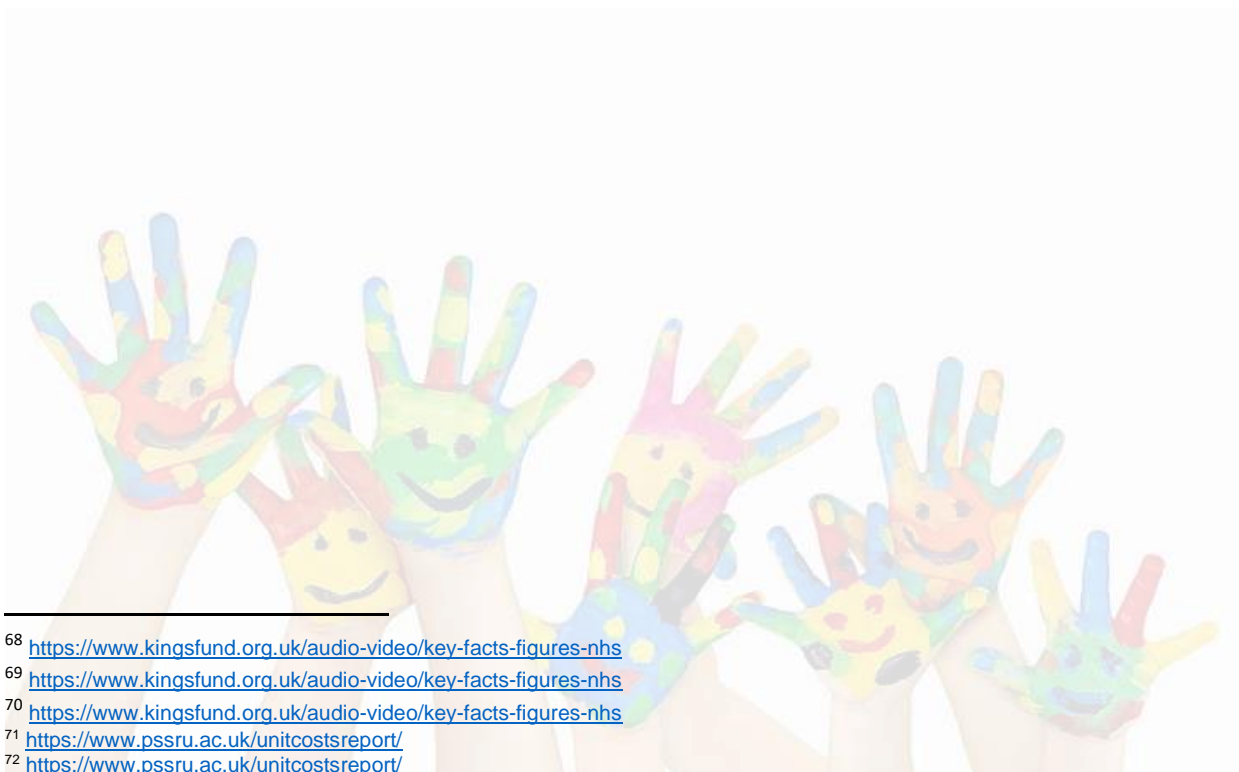 68 https://www.kingsfund.org.uk/audio-video/key-facts-figures-nhs
69 https://www.kingsfund.org.uk/audio-video/key-facts-figures-nhs
70 https://www.kingsfund.org.uk/audio-video/key-facts-figures-nhs
71 https://www.pssru.ac.uk/unitcostsreport/
72 https://www.pssru.ac.uk/unitcostsreport/